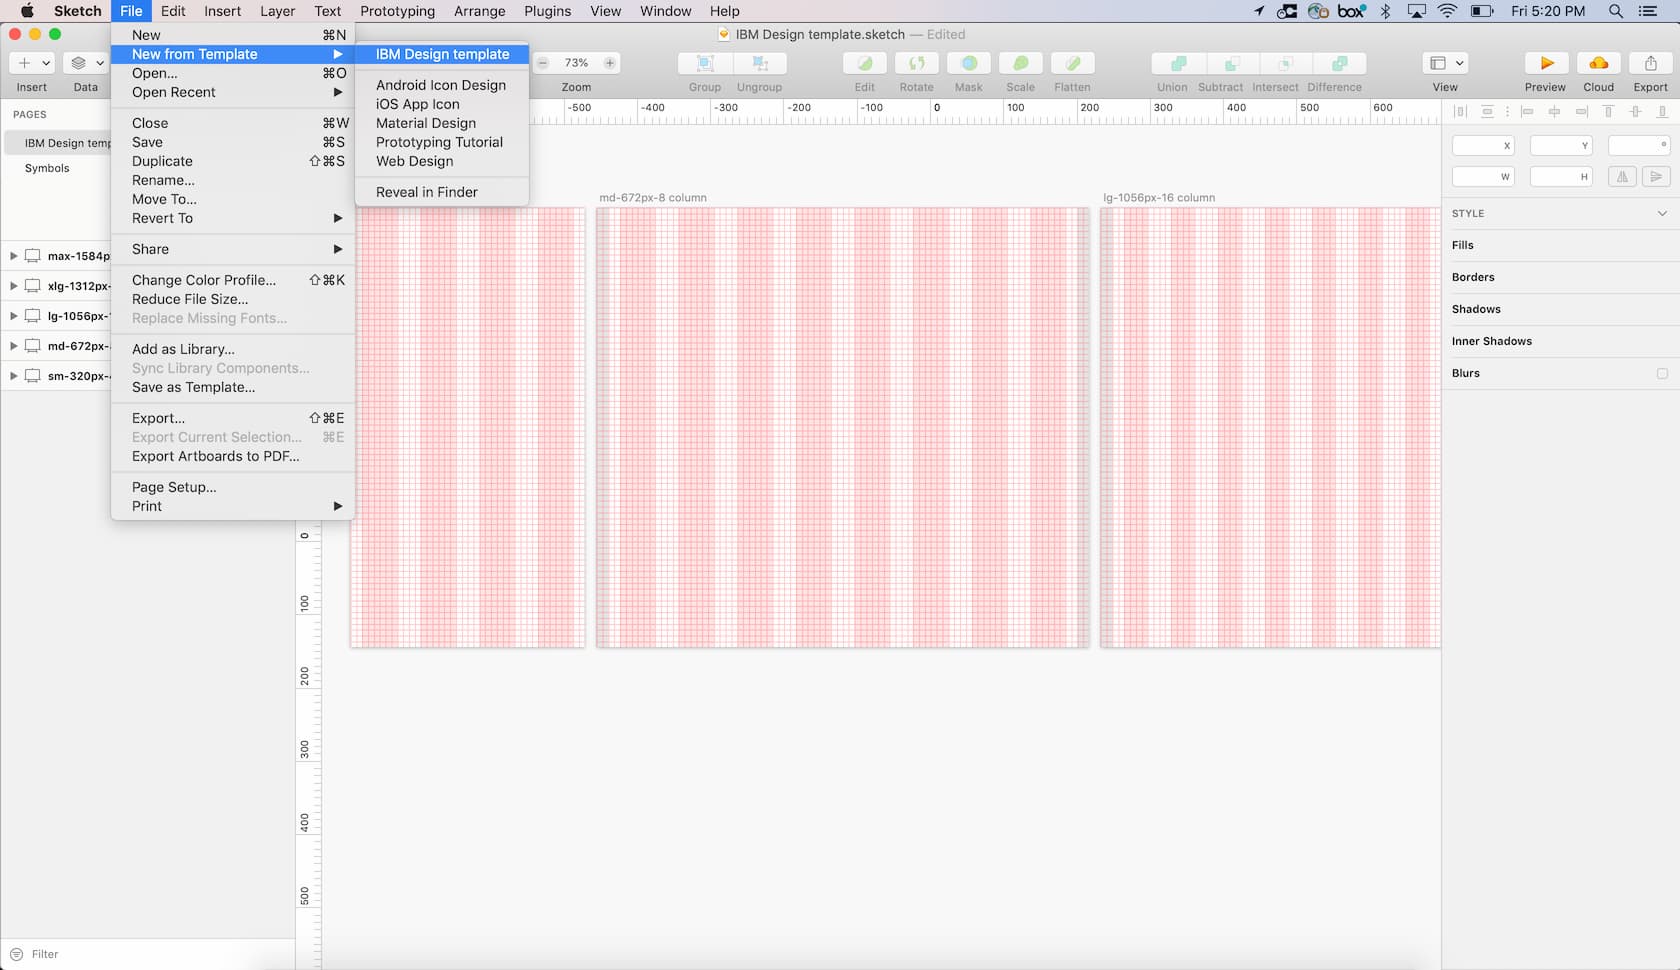 Sketch File Edit Insert Layer Text Prototyping Arrange Plugins View Window Help box Fri 5:20 PM
IBM Design template.sketch — Edited
New ⌘N
New from Template
Open... ⌘O
Open Recent
Close ⌘W
Save ⌘S
Duplicate ⇧⌘S
Rename...
Move To...
Revert To
Share
Change Color Profile... ⇧⌘K
Reduce File Size...
Replace Missing Fonts...
Add as Library...
Sync Library Components...
Save as Template...
Export... ⇧⌘E
Export Current Selection... ⌘E
Export Artboards to PDF...
Page Setup...
Print
IBM Design template
Android Icon Design
iOS App Icon
Material Design
Prototyping Tutorial
Web Design
Reveal in Finder
73%
Insert Data Zoom Group Ungroup Edit Rotate Mask Scale Flatten Union Subtract Intersect Difference View Preview Cloud Export
-500 -400 -300 -200 -100 0 100 200 300 400 500 600
PAGES
IBM Design temp
Symbols
max-1584p
xlg-1312px-
lg-1056px-1
md-672px-
sm-320px-
Filter
md-672px-8 column
lg-1056px-16 column
0
100
200
300
400
500
X Y °
W H
STYLE
Fills
Borders
Shadows
Inner Shadows
Blurs